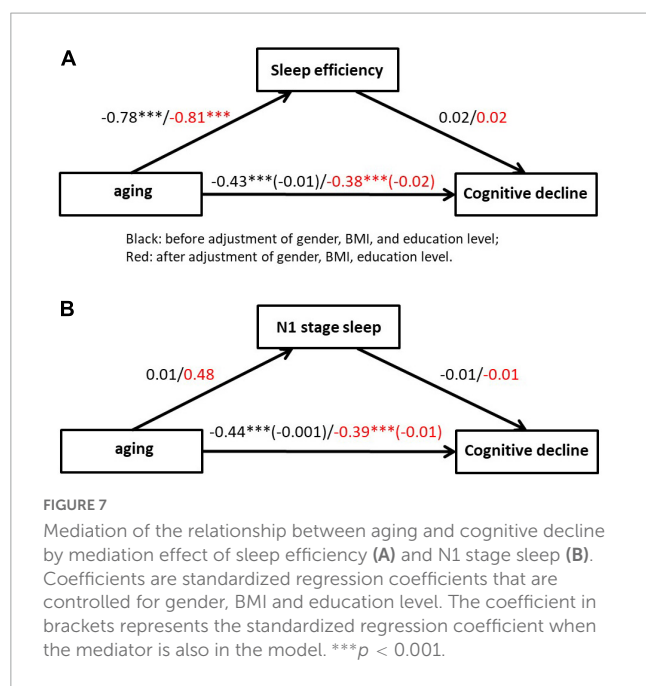 A
Sleep efficiency
-0.78***/-0.81***
0.02/0.02
aging
-0.43***(-0.01)/-0.38***(-0.02)
Cognitive decline
Black: before adjustment of gender, BMI, and education level;
Red: after adjustment of gender, BMI, education level.
B
N1 stage sleep
0.01/0.48
-0.01/-0.01
aging
-0.44***(-0.001)/-0.39***(-0.01)
Cognitive decline
FIGURE 7
Mediation of the relationship between aging and cognitive decline
by mediation effect of sleep efficiency (A) and N1 stage sleep (B).
Coefficients are standardized regression coefficients that are
controlled for gender, BMI and education level. The coefficient in
brackets represents the standardized regression coefficient when
the mediator is also in the model. ***p < 0.001.